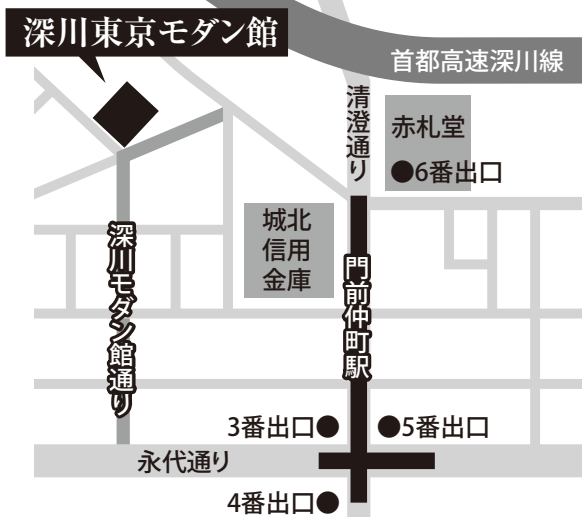 深川東京モダン館
首都高速深川線
清澄通り
赤札堂
●6番出口
城北
信用
金庫
深川モダン館通り
門前仲町駅
3番出口●
●5番出口
永代通り
4番出口●